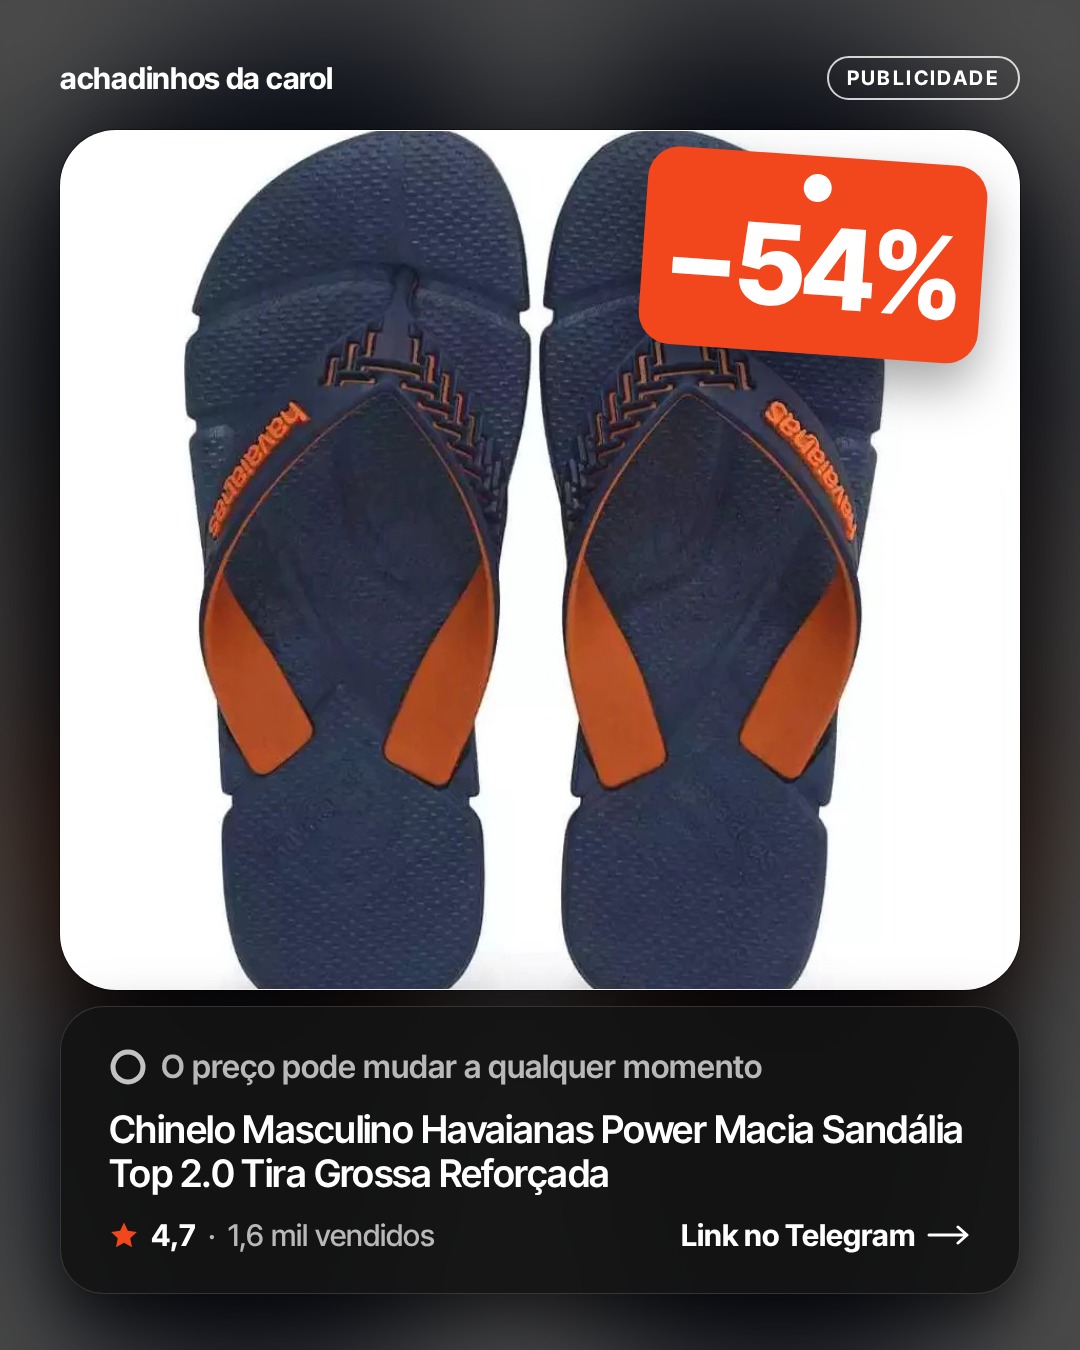 achadinhos da carol
PUBLICIDADE
–54%
havaianas
havaianas
O preço pode mudar a qualquer momento
Chinelo Masculino Havaianas Power Macia Sandália
Top 2.0 Tira Grossa Reforçada
4,7 · 1,6 mil vendidos
Link no Telegram →